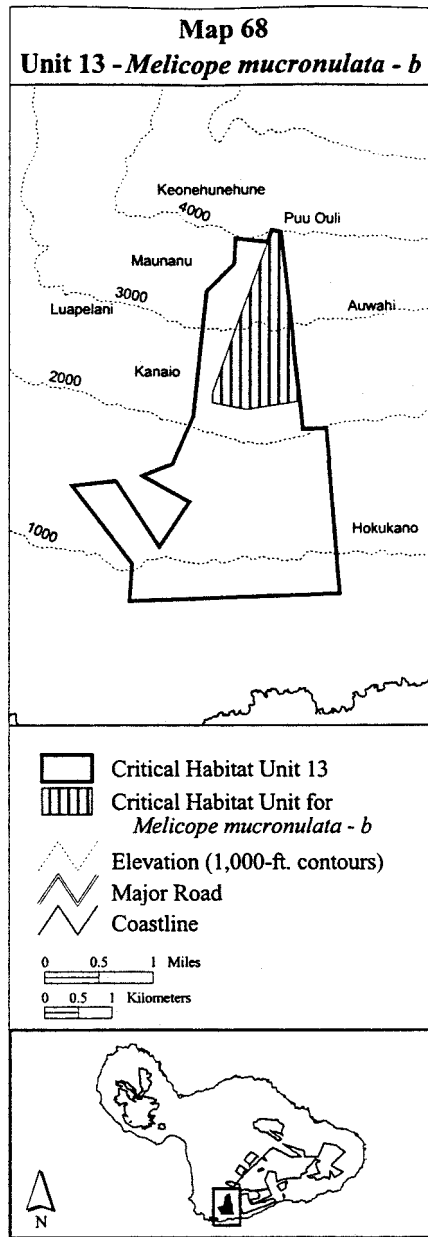 Map 68
Unit 13 - Melicope mucronulata - b
Keonehunehune
4000
Puu Ouli
Maunanu
3000
Luapelani
Auwahi
Kanaio
2000
1000
Hokukano
Critical Habitat Unit 13
Critical Habitat Unit for
Melicope mucronulata - b
Elevation (1,000-ft. contours)
Major Road
Coastline
0 0.5 1 Miles
0 0.5 1 Kilometers
N